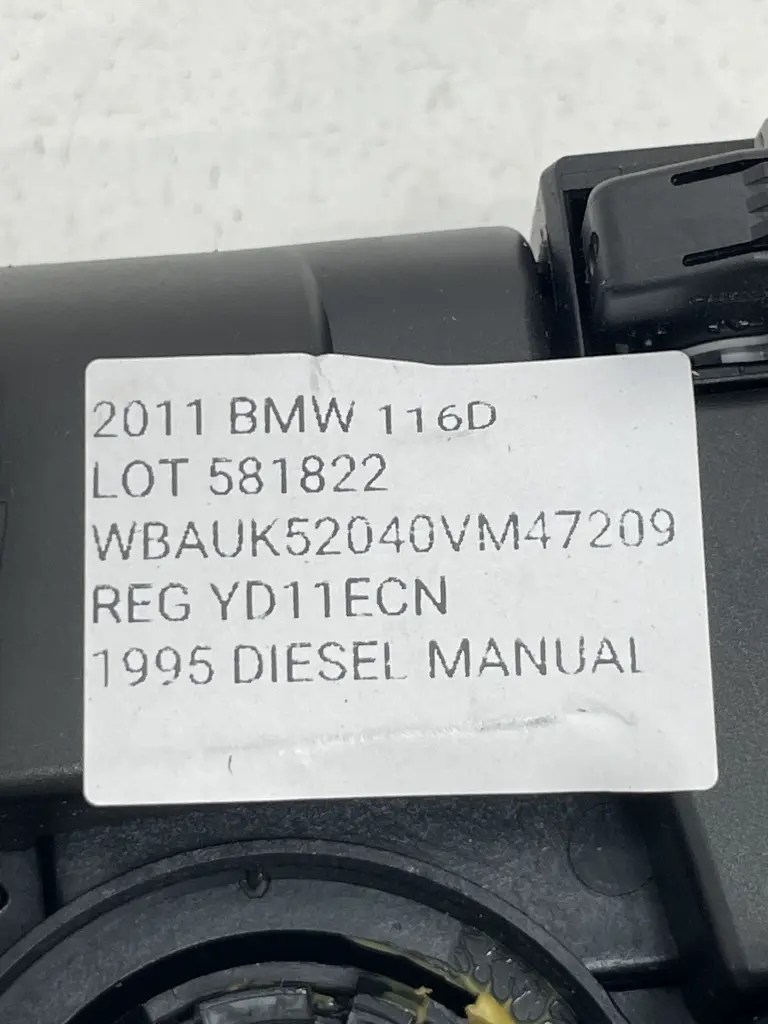 2011 BMW 116D
LOT 581822
WBAUK52040VM47209
REG YD11ECN
1995 DIESEL MANUAL